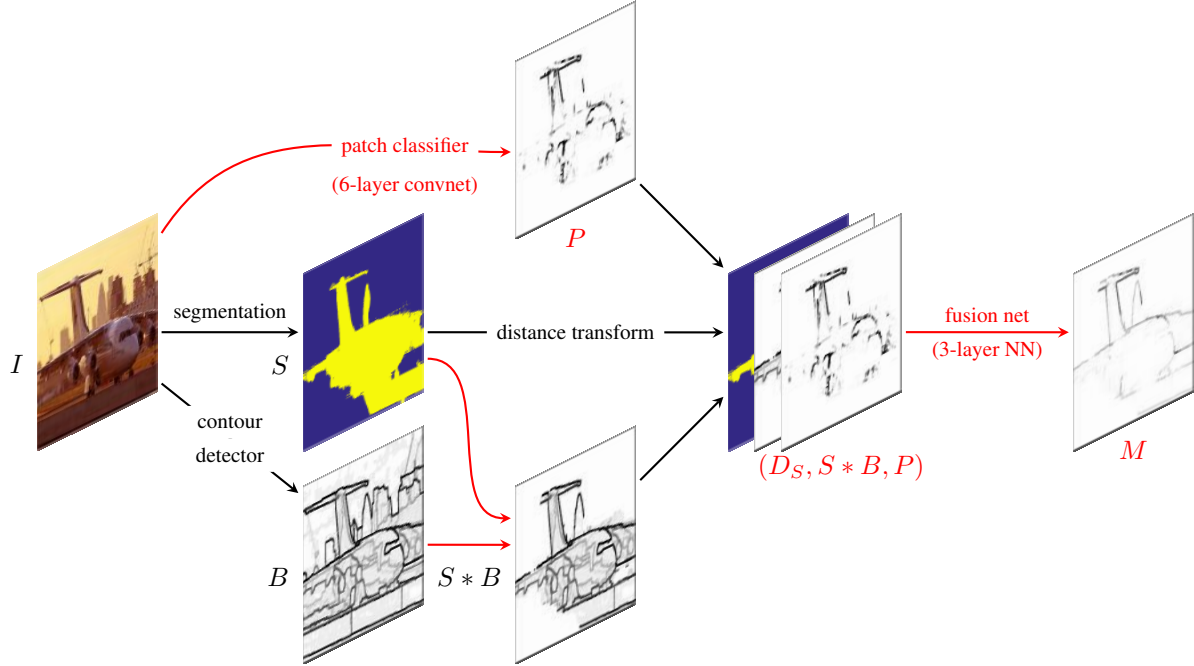 patch classifier
(6-layer convnet)
P
I
segmentation
S
distance transform
fusion net
(3-layer NN)
contour
detector
(D_S, S ∗ B, P)
M
B
S ∗ B